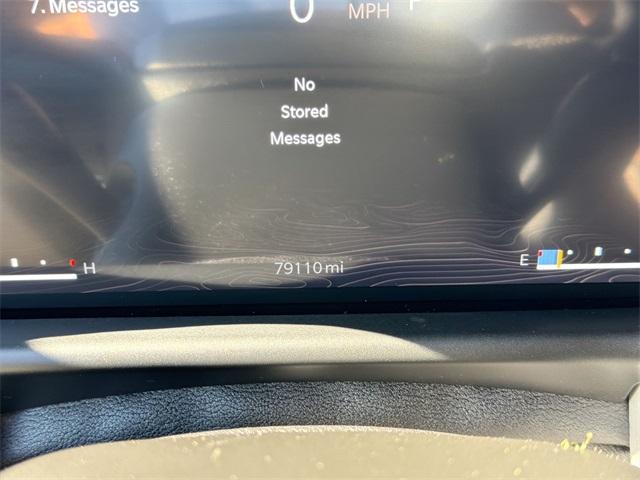 7. Messages
0
MPH
No
Stored
Messages
H
79110 mi
E